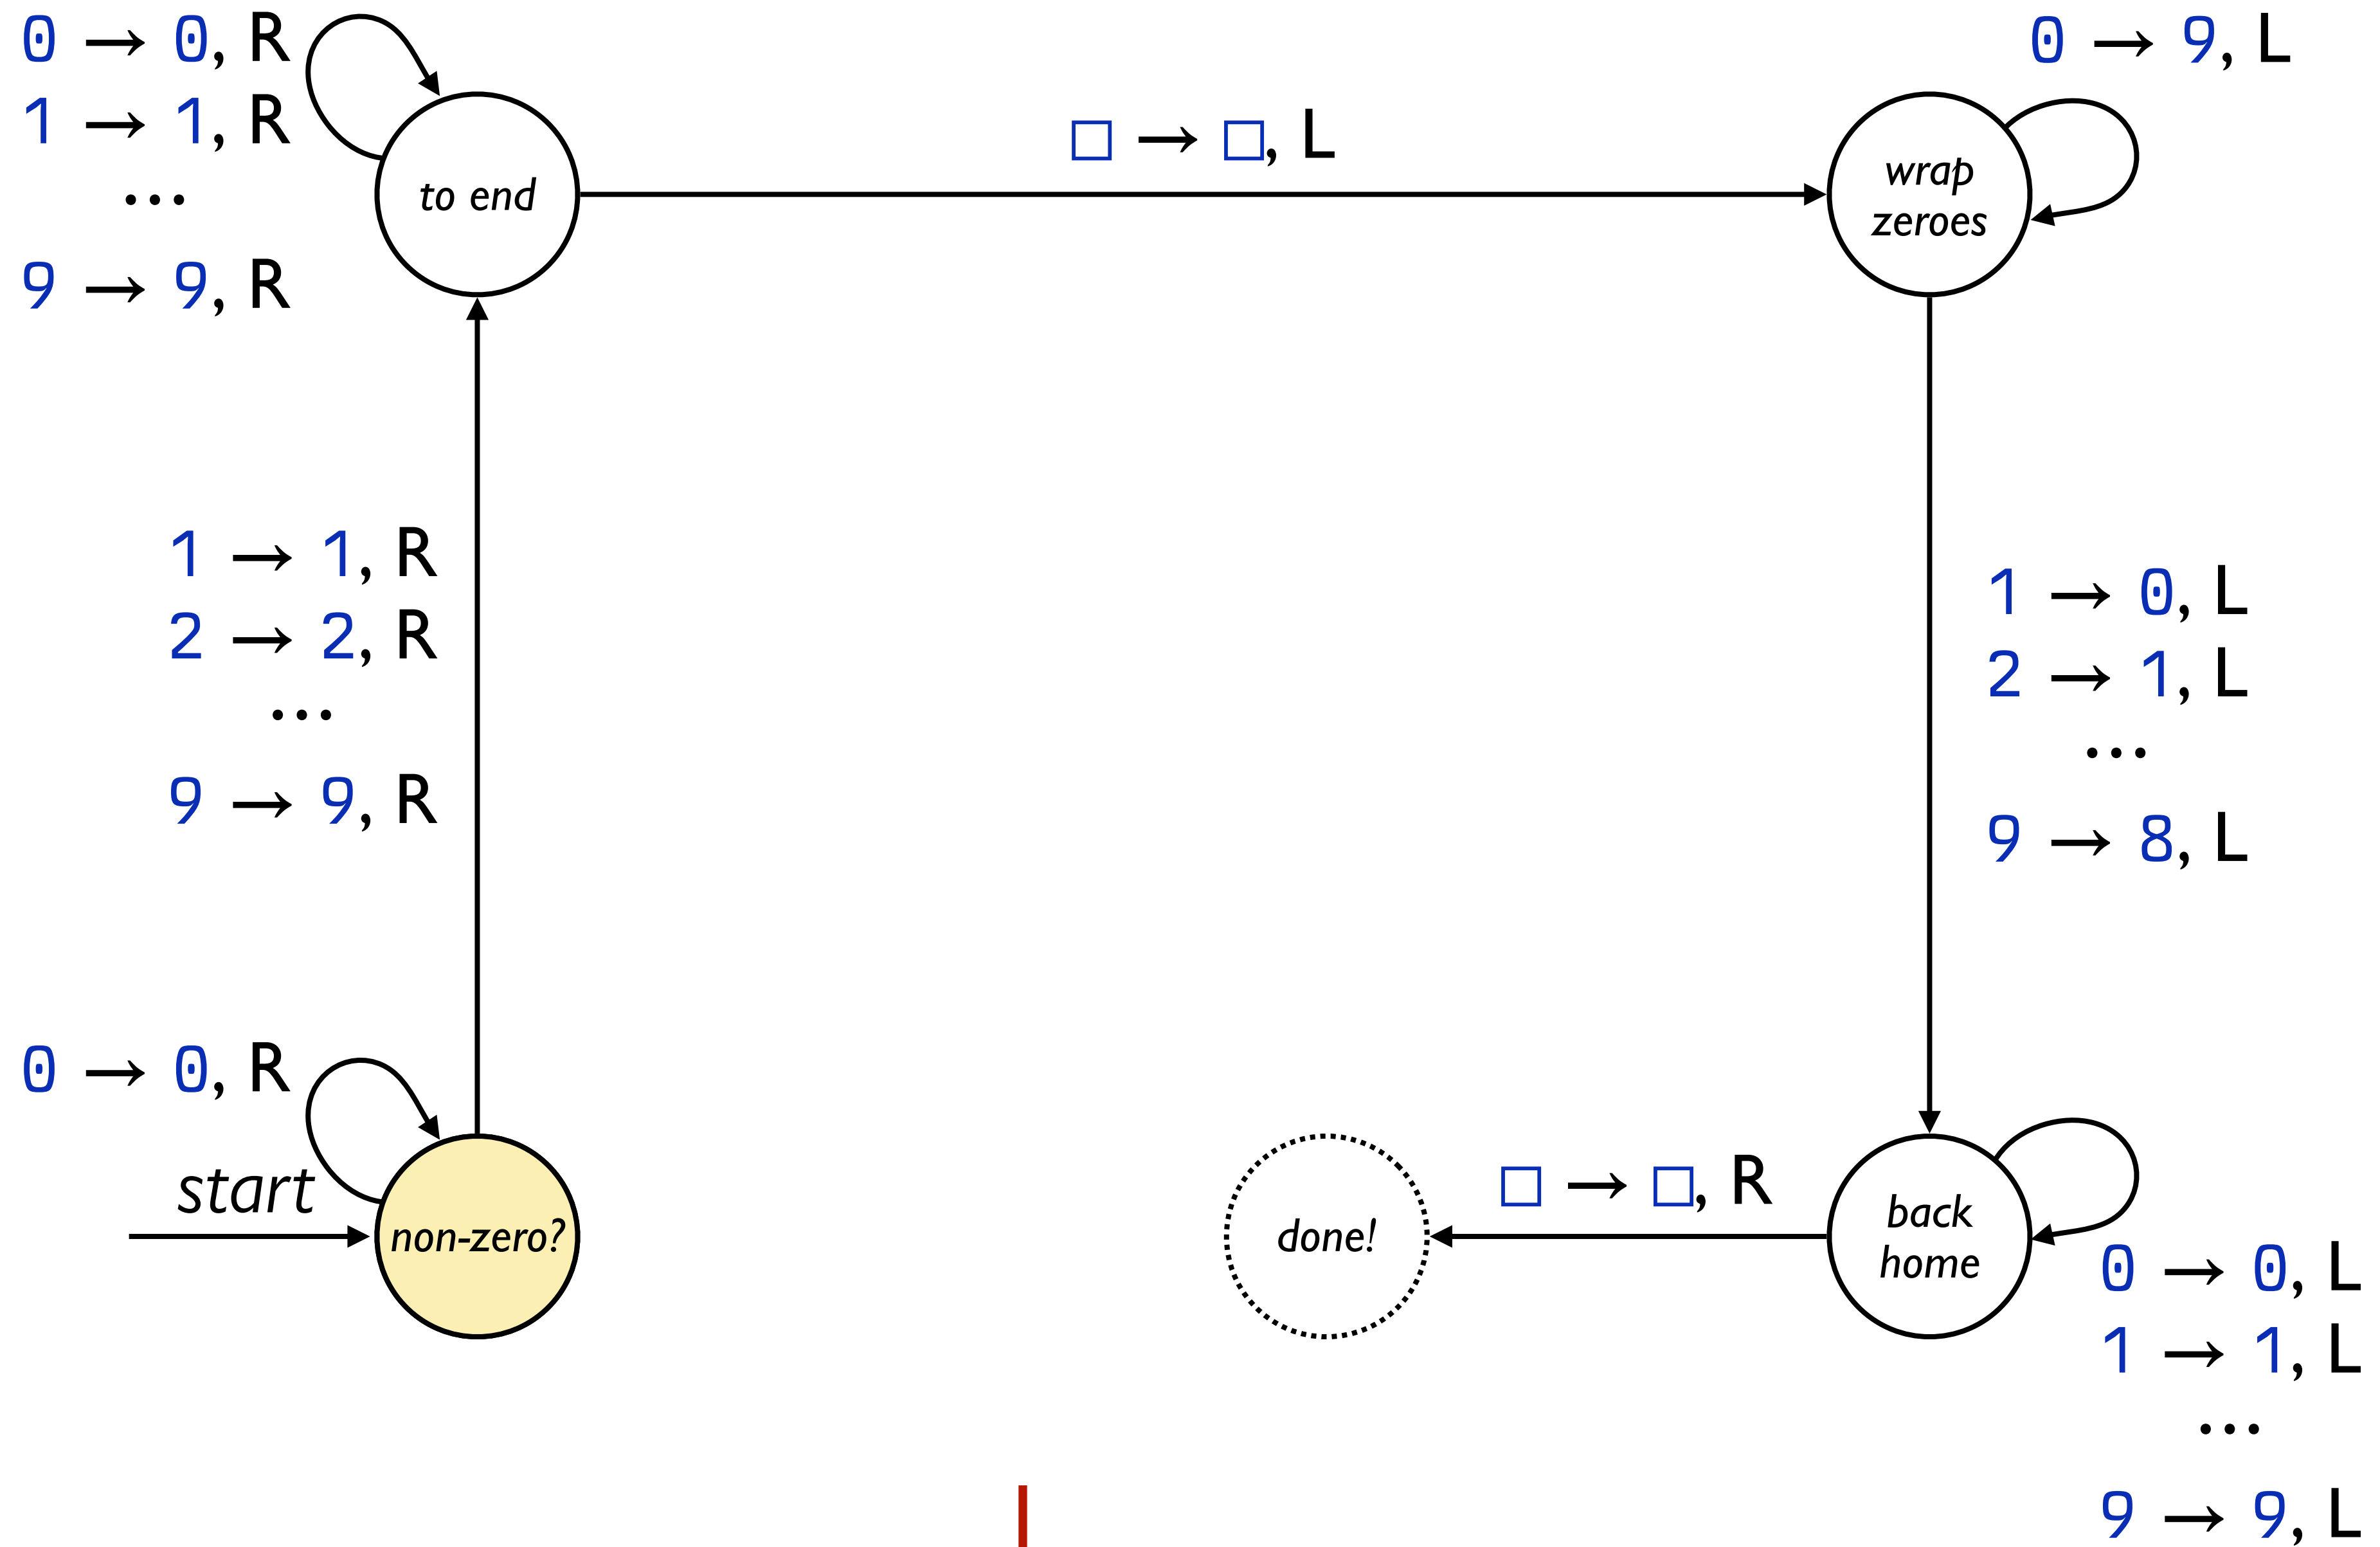 0 → 0, R
1 → 1, R
...
9 → 9, R
to end
□ → □, L
0 → 9, L
wrap
zeroes
1 → 1, R
2 → 2, R
...
9 → 9, R
1 → 0, L
2 → 1, L
...
9 → 8, L
0 → 0, R
start
non-zero?
done!
□ → □, R
back
home
0 → 0, L
1 → 1, L
...
9 → 9, L